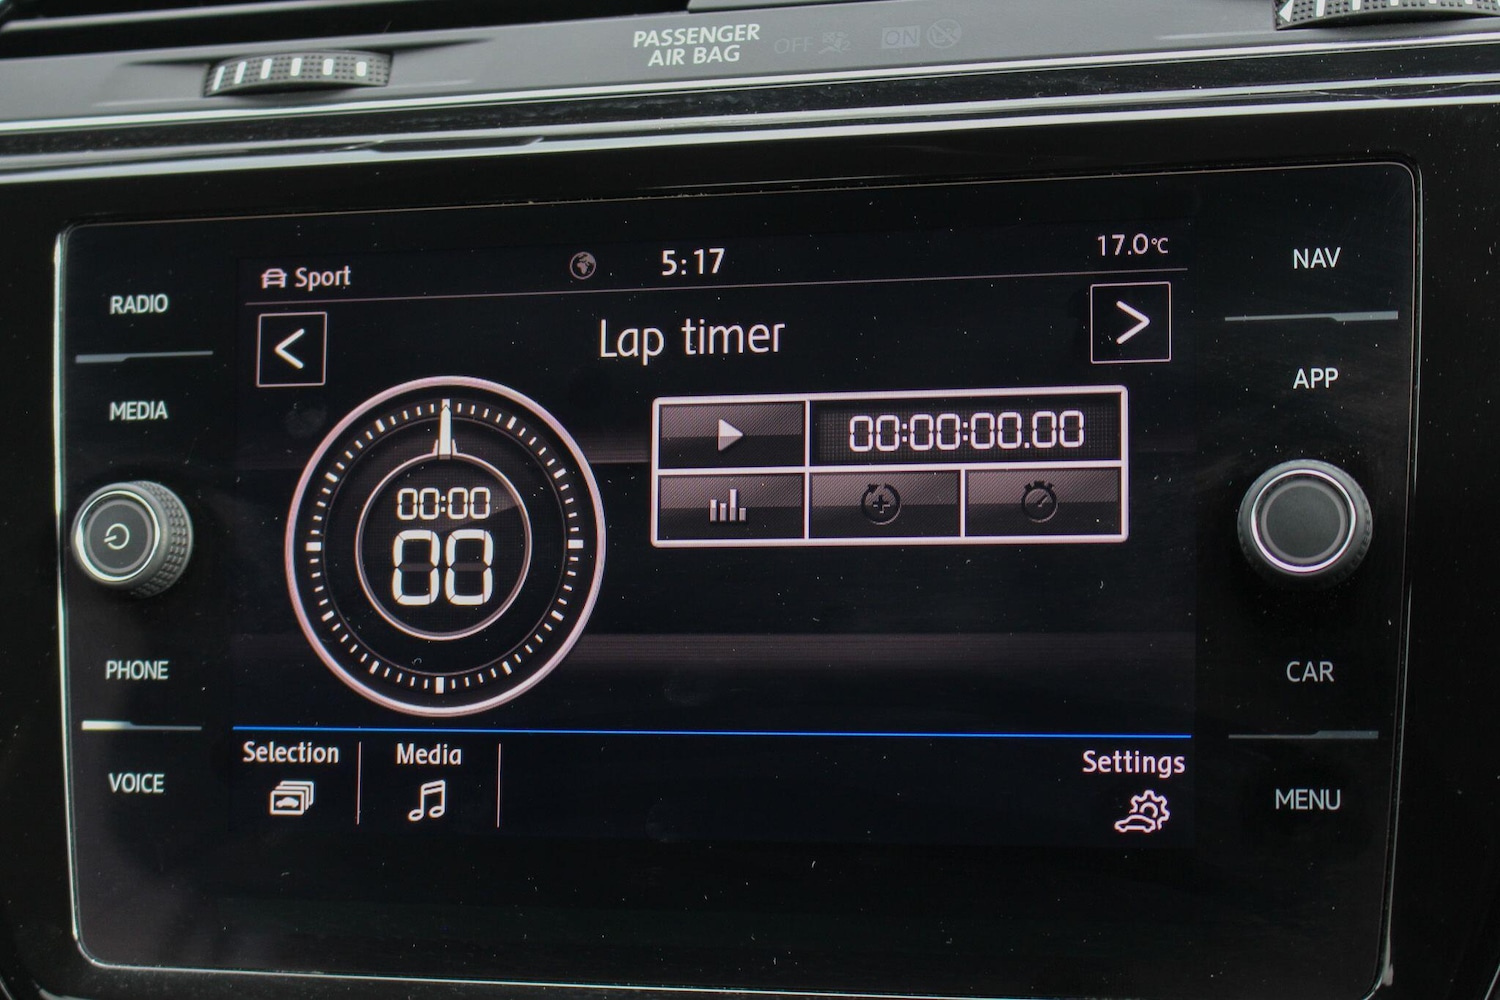 PASSENGER
AIR BAG
OFF
ON
Sport
5:17
17.0°C
Lap timer
RADIO
MEDIA
PHONE
VOICE
00:00
00
00:00:00.00
Selection
Media
Settings
NAV
APP
CAR
MENU